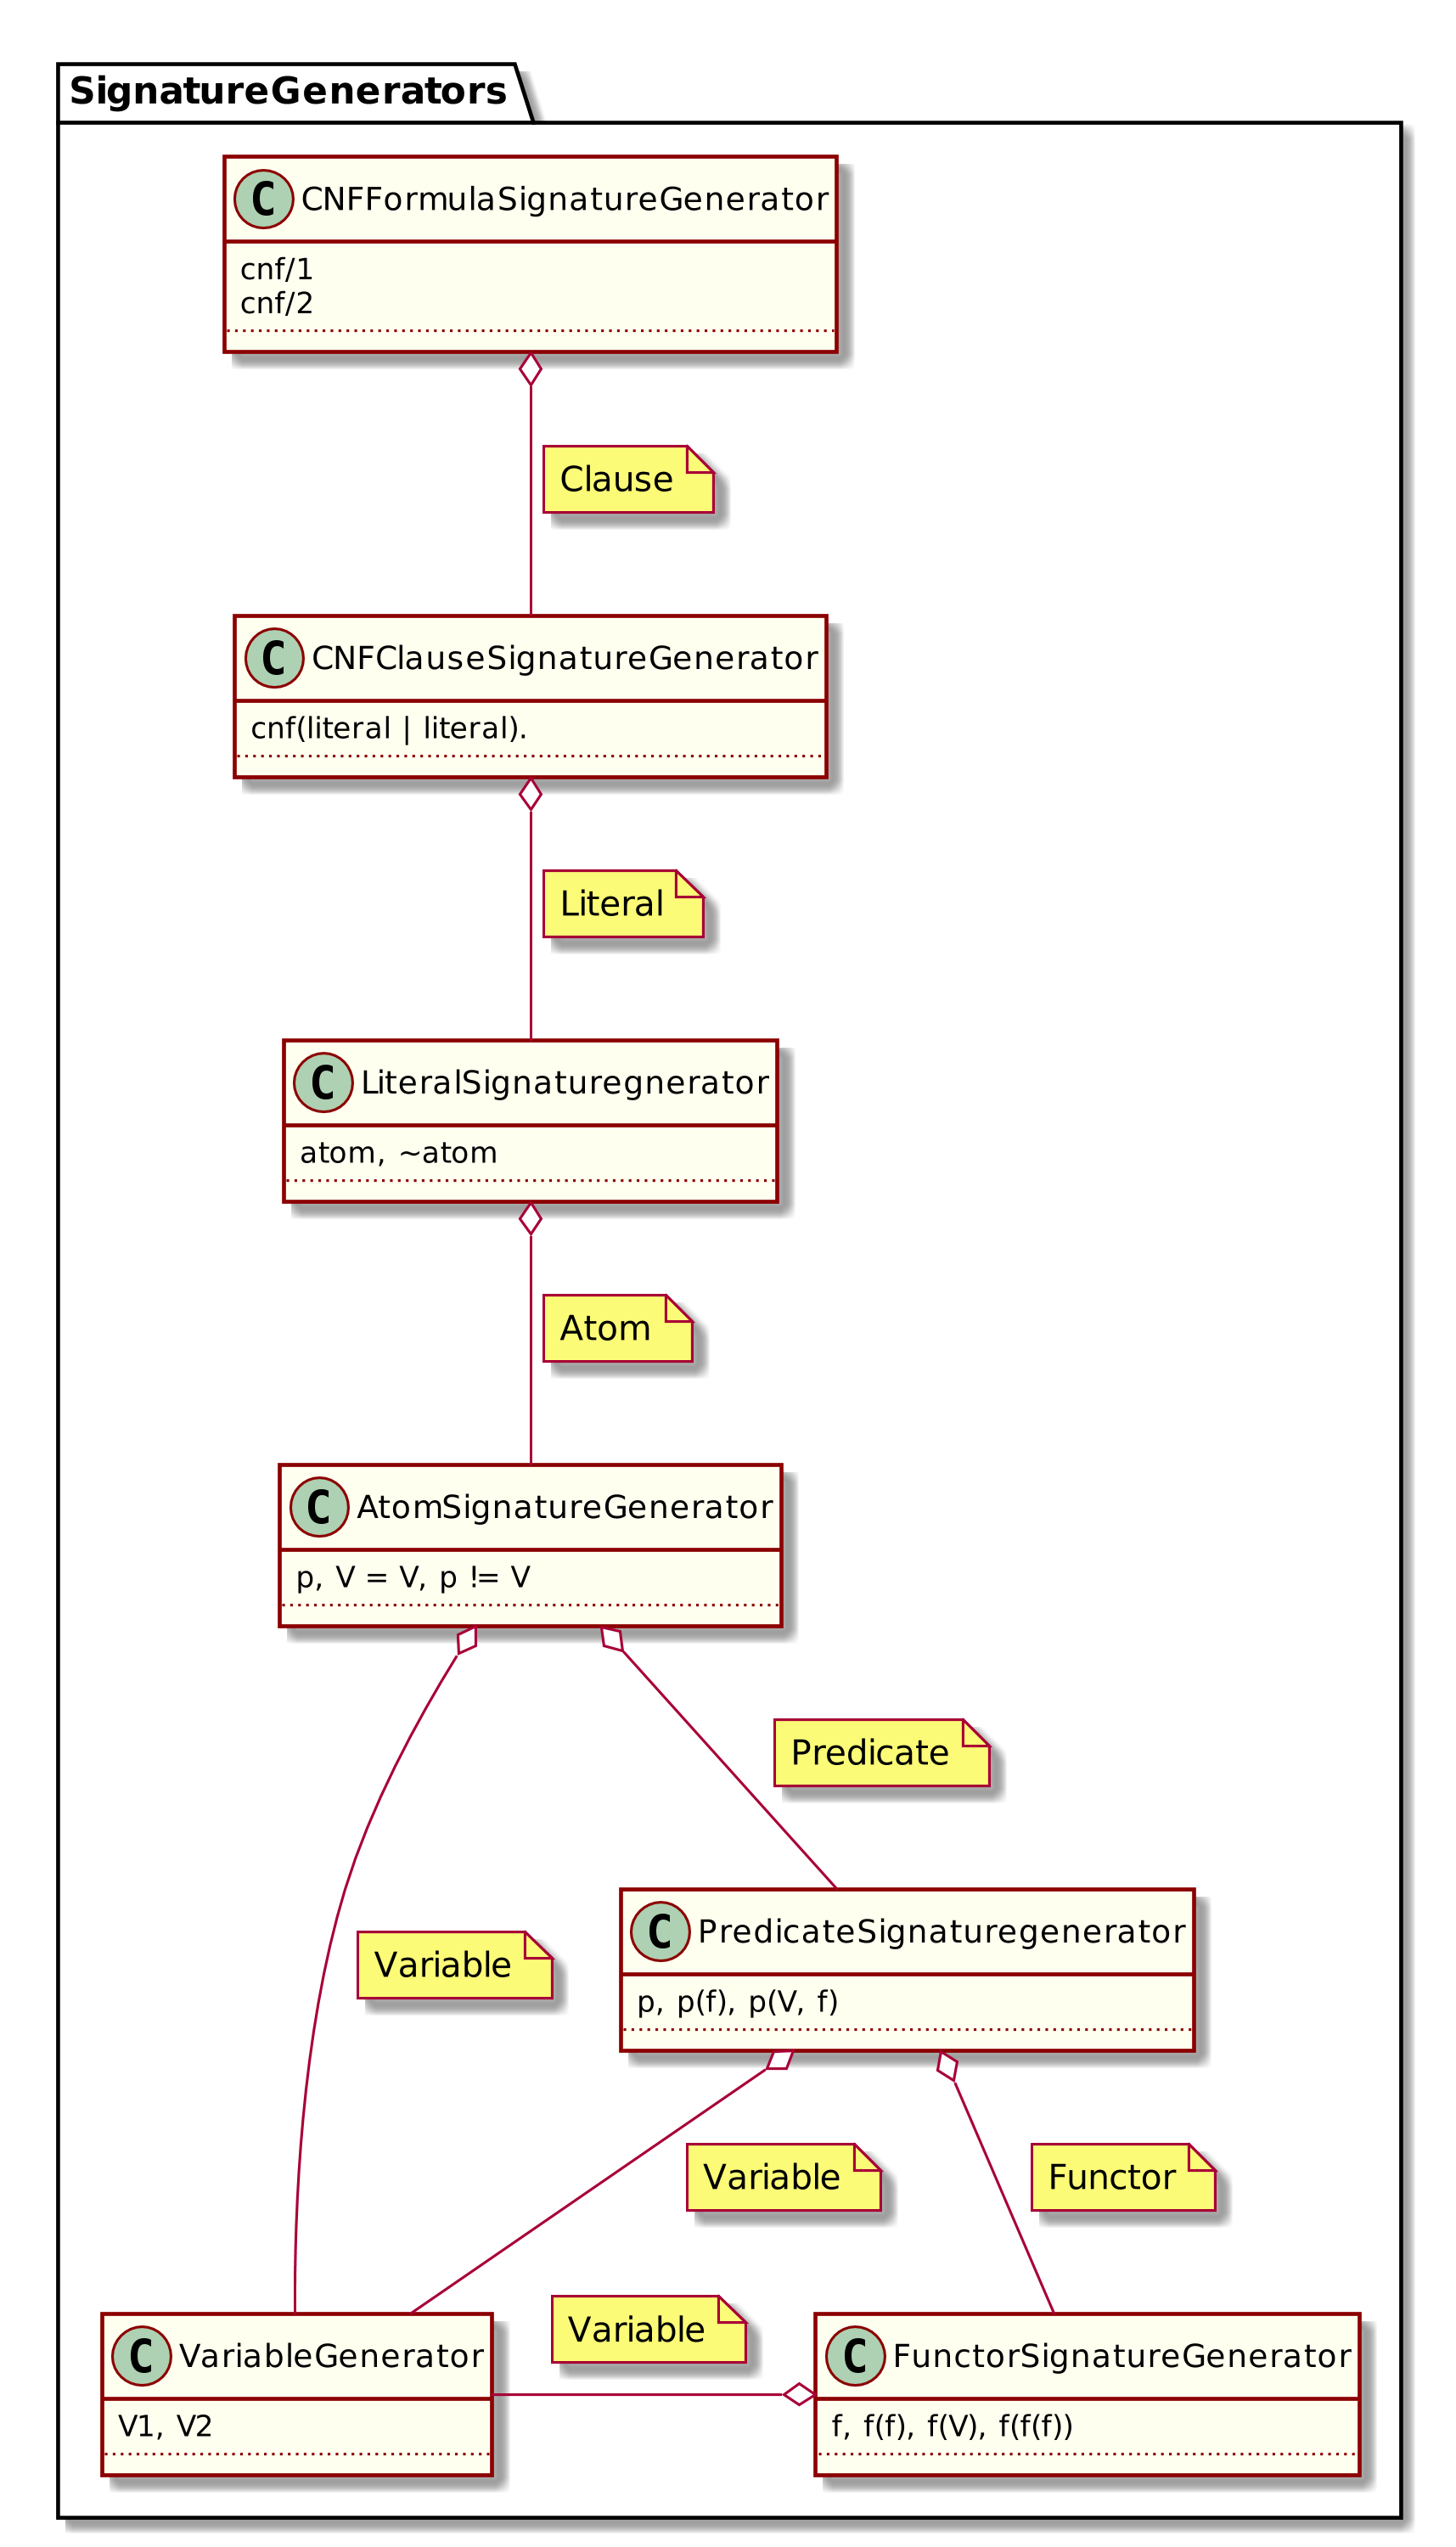 SignatureGenerators
C CNFFormulaSignatureGenerator
cnf/1
cnf/2
Clause
C CNFClauseSignatureGenerator
cnf(literal | literal).
Literal
C LiteralSignaturegnerator
atom, ~atom
Atom
C AtomSignatureGenerator
p, V = V, p != V
Predicate
C PredicateSignaturegenerator
p, p(f), p(V, f)
Variable
Variable
Functor
Variable
C VariableGenerator
V1, V2
C FunctorSignatureGenerator
f, f(f), f(V), f(f(f))